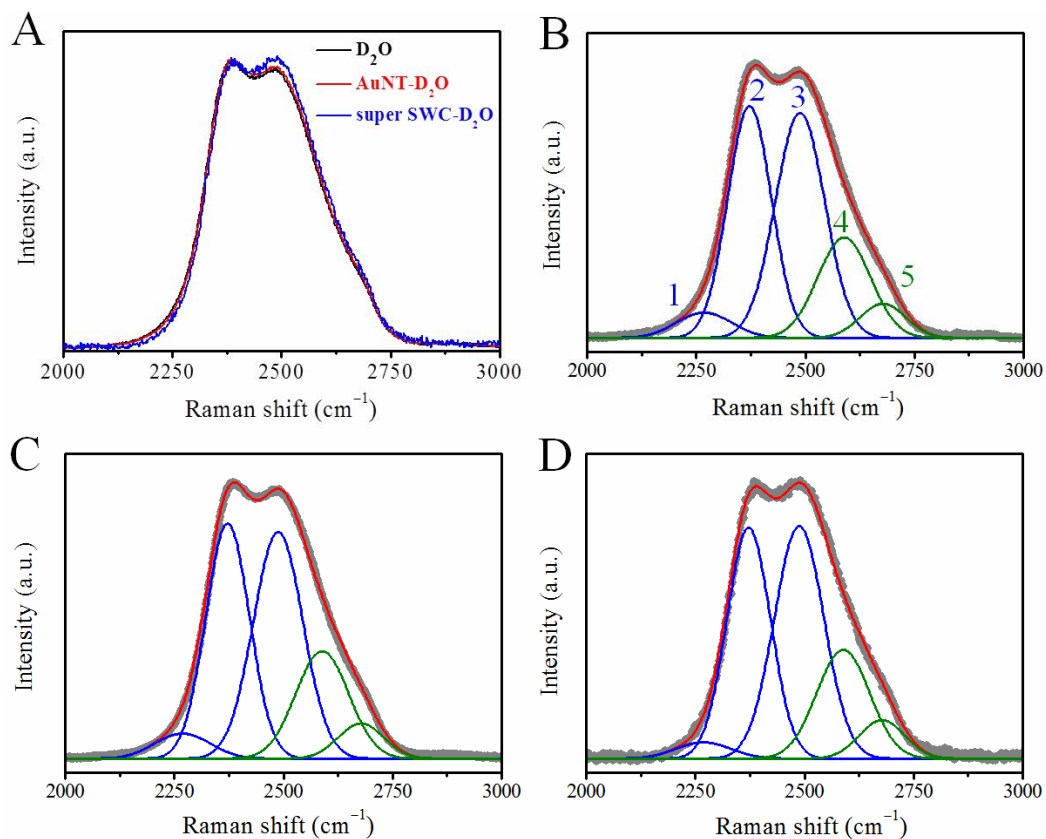 A
D₂O
AuNT-D₂O
super SWC-D₂O
Intensity (a.u.)
2000 2250 2500 2750 3000
Raman shift (cm⁻¹)
B
1
2
3
4
5
Intensity (a.u.)
2000 2250 2500 2750 3000
Raman shift (cm⁻¹)
C
Intensity (a.u.)
2000 2250 2500 2750 3000
Raman shift (cm⁻¹)
D
Intensity (a.u.)
2000 2250 2500 2750 3000
Raman shift (cm⁻¹)